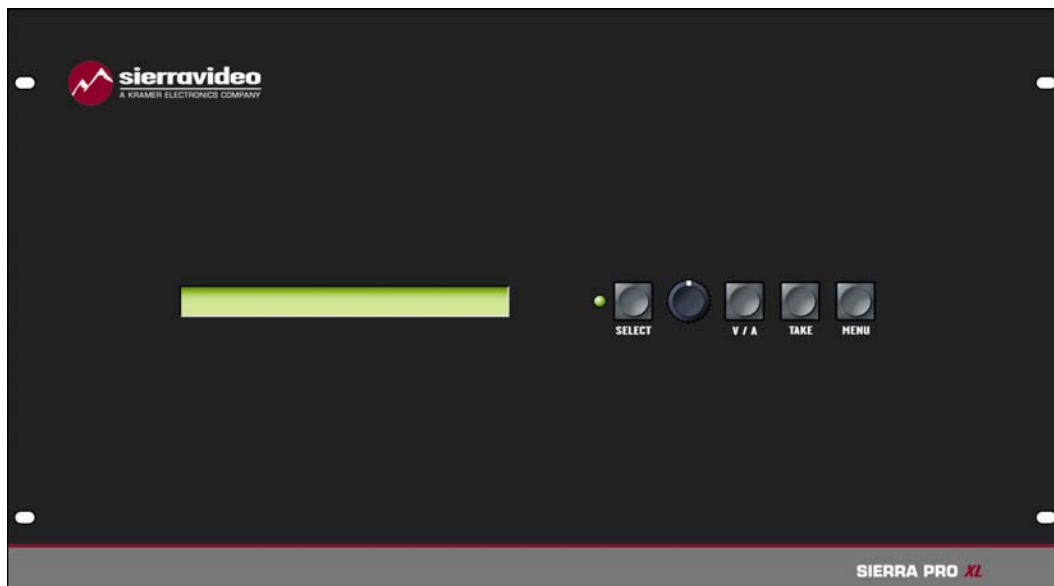 sierravideo
A KRAMER ELECTRONICS COMPANY
SELECT
V / A
TAKE
MENU
SIERRA PRO XL